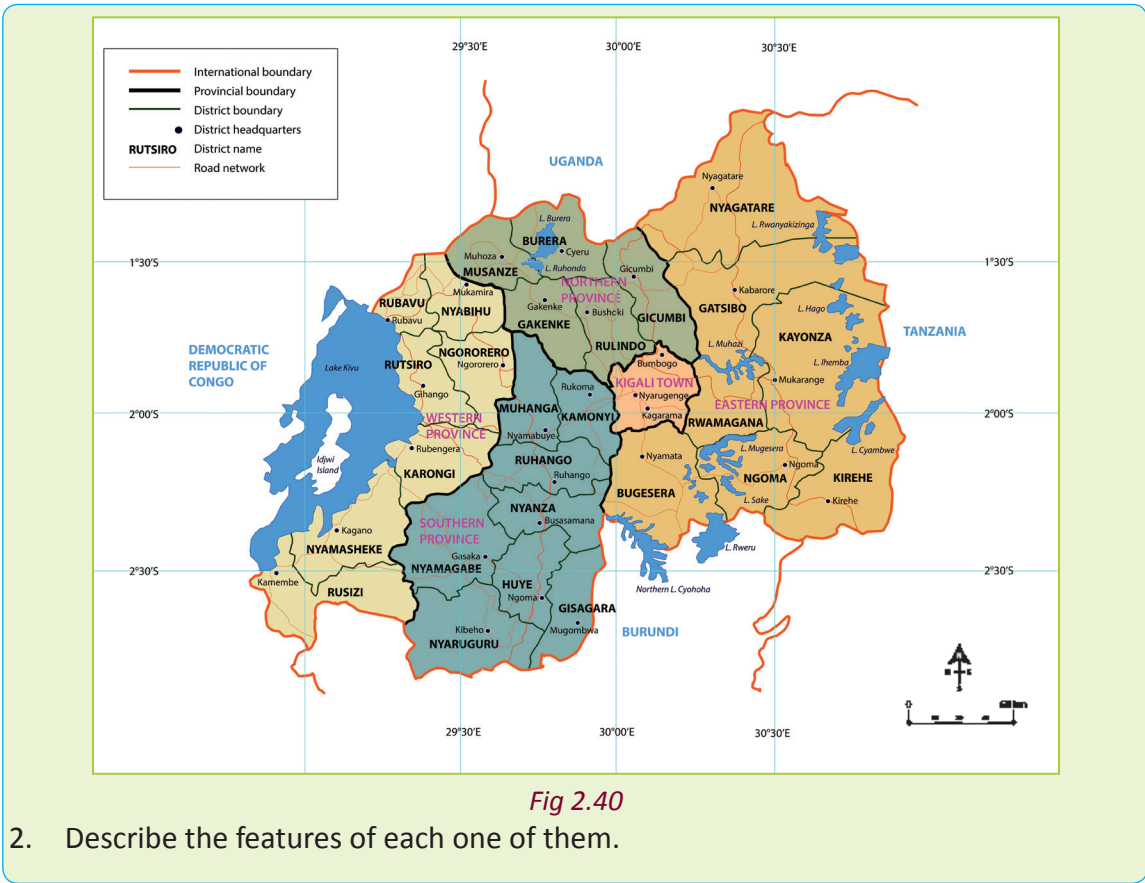 29°30'E
30°00'E
30°30'E
International boundary
Provincial boundary
District boundary
District headquarters
RUTSIRO District name
Road network
UGANDA
Nyagatare
NYAGATARE
L. Rwanyakizinga
L. Burera
BURERA
Cyeru
Muhoza
L. Ruhondo
MUSANZE
Gicumbi
1°30'S
1°30'S
Mukamira
NORTHERN
PROVINCE
Kabarore
RUBAVU
NYABIHU
Gakenke
Bushoki
GATSIBO
L. Hago
Rubavu
GAKENKE
GICUMBI
KAYONZA
TANZANIA
DEMOCRATIC
REPUBLIC OF
CONGO
NGORORERO
RULINDO
L. Muhazi
Lake Kivu
RUTSIRO
Ngororero
Bumbogo
L. Ihemba
Gihango
Rukoma
KIGALI TOWN
Mukarange
Nyarugenge
MUHANGA
KAMONYI
Kagarama
EASTERN PROVINCE
2°00'S
2°00'S
WESTERN
PROVINCE
RWAMAGANA
Nyamabuye
L. Cyambwe
Rubengera
L. Mugesera
Idjwi
Island
RUHANGO
Nyamata
Ngoma
KARONGI
Ruhango
BUGESERA
NGOMA
KIREHE
NYANZA
L. Sake
Kirehe
SOUTHERN
PROVINCE
Busasamana
Kagano
L. Rweru
NYAMASHEKE
Gasaka
2°30'S
2°30'S
Kamembe
NYAMAGABE
HUYE
Northern L. Cyohoha
RUSIZI
Ngoma
GISAGARA
Kibeho
Mugombwa
BURUNDI
NYARUGURU
S
0
29°30'E
30°00'E
30°30'E
Fig 2.40
2. Describe the features of each one of them.